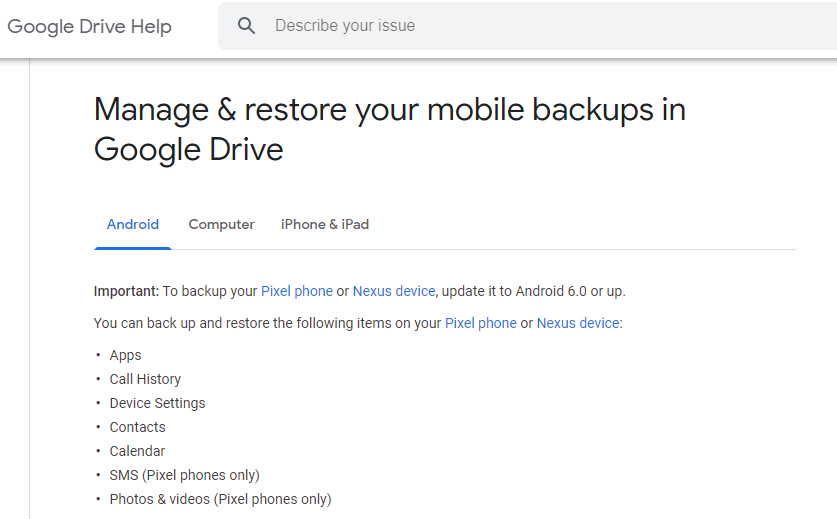 Google Drive Help
Describe your issue
Manage & restore your mobile backups in
Google Drive
Android Computer iPhone & iPad
Important: To backup your Pixel phone or Nexus device, update it to Android 6.0 or up.
You can back up and restore the following items on your Pixel phone or Nexus device:
• Apps
• Call History
• Device Settings
• Contacts
• Calendar
• SMS (Pixel phones only)
• Photos & videos (Pixel phones only)